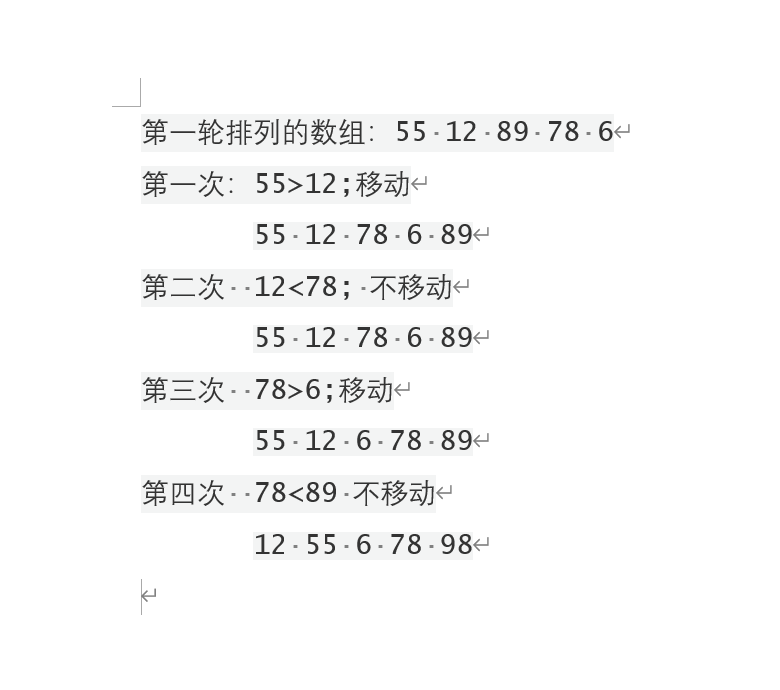 第一轮排列的数组: 55 12 89 78 6
第一次: 55>12;移动
55 12 78 6 89
第二次  12<78; 不移动
55 12 78 6 89
第三次  78>6;移动
55 12 6 78 89
第四次  78<89 不移动
12 55 6 78 98